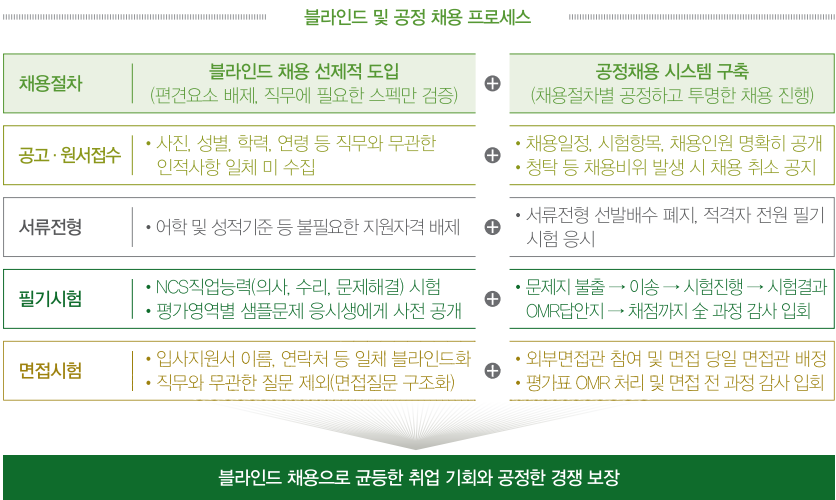 블라인드 및 공정 채용 프로세스
채용절차
블라인드 채용 선제적 도입
(편견요소 배제, 직무에 필요한 스펙만 검증)
+
공정채용 시스템 구축
(채용절차별 공정하고 투명한 채용 진행)
공고 · 원서접수
• 사진, 성별, 학력, 연령 등 직무와 무관한
인적사항 일체 미 수집
+
• 채용일정, 시험항목, 채용인원 명확히 공개
• 청탁 등 채용비위 발생 시 채용 취소 공지
서류전형
• 어학 및 성적기준 등 불필요한 지원자격 배제
+
• 서류전형 선발배수 폐지, 적격자 전원 필기
시험 응시
필기시험
• NCS직업능력(의사, 수리, 문제해결) 시험
• 평가영역별 샘플문제 응시생에게 사전 공개
+
• 문제지 불출 → 이송 → 시험진행 → 시험결과
OMR답안지 → 채점까지 全 과정 감사 입회
면접시험
• 입사지원서 이름, 연락처 등 일체 블라인드화
• 직무와 무관한 질문 제외(면접질문 구조화)
+
• 외부면접관 참여 및 면접 당일 면접관 배정
• 평가표 OMR 처리 및 면접 전 과정 감사 입회
블라인드 채용으로 균등한 취업 기회와 공정한 경쟁 보장